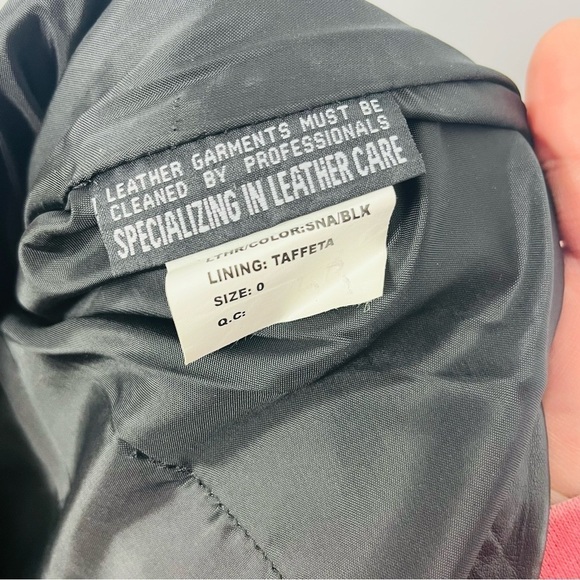 LEATHER GARMENTS MUST BE
CLEANED BY PROFESSIONALS
SPECIALIZING IN LEATHER CARE
LTHR/COLOR:SNA/BLK
LINING: TAFFETA
SIZE: 0
Q.C: